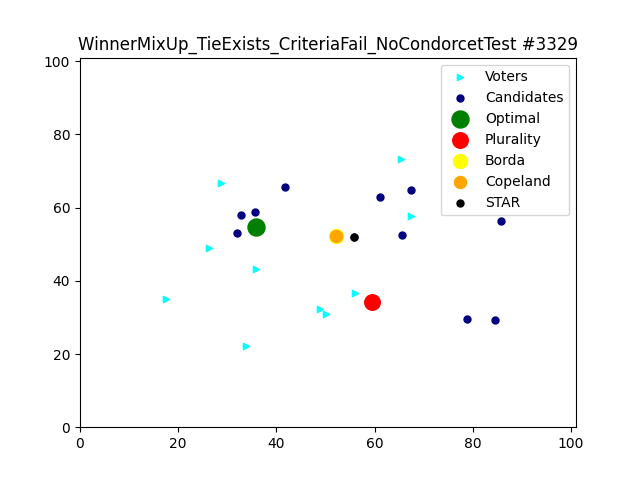 WinnerMixUp_TieExists_CriteriaFail_NoCondorcetTest #3329
100
80
60
40
20
0
0 20 40 60 80 100
Voters
Candidates
Optimal
Plurality
Borda
Copeland
STAR